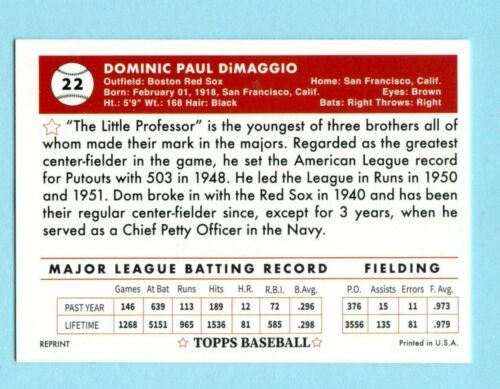 22
DOMINIC PAUL DiMAGGIO
Outfield: Boston Red Sox Home: San Francisco, Calif.
Born: February 01, 1918, San Francisco, Calif. Eyes: Brown
Ht.: 5'9" Wt.: 168 Hair: Black Bats: Right Throws: Right
"The Little Professor" is the youngest of three brothers all of
whom made their mark in the majors. Regarded as the greatest
center-fielder in the game, he set the American League record
for Putouts with 503 in 1948. He led the League in Runs in 1950
and 1951. Dom broke in with the Red Sox in 1940 and has been
their regular center-fielder since, except for 3 years, when he
served as a Chief Petty Officer in the Navy.
MAJOR LEAGUE BATTING RECORD FIELDING
Games At Bat Runs Hits H.R. R.B.I. B.Avg. P.O. Assists Errors F. Avg.
PAST YEAR 146 639 113 189 12 72 .296 376 15 11 .973
LIFETIME 1268 5151 965 1536 81 585 .298 3556 135 81 .979
REPRINT TOPPS BASEBALL Printed in U.S.A.